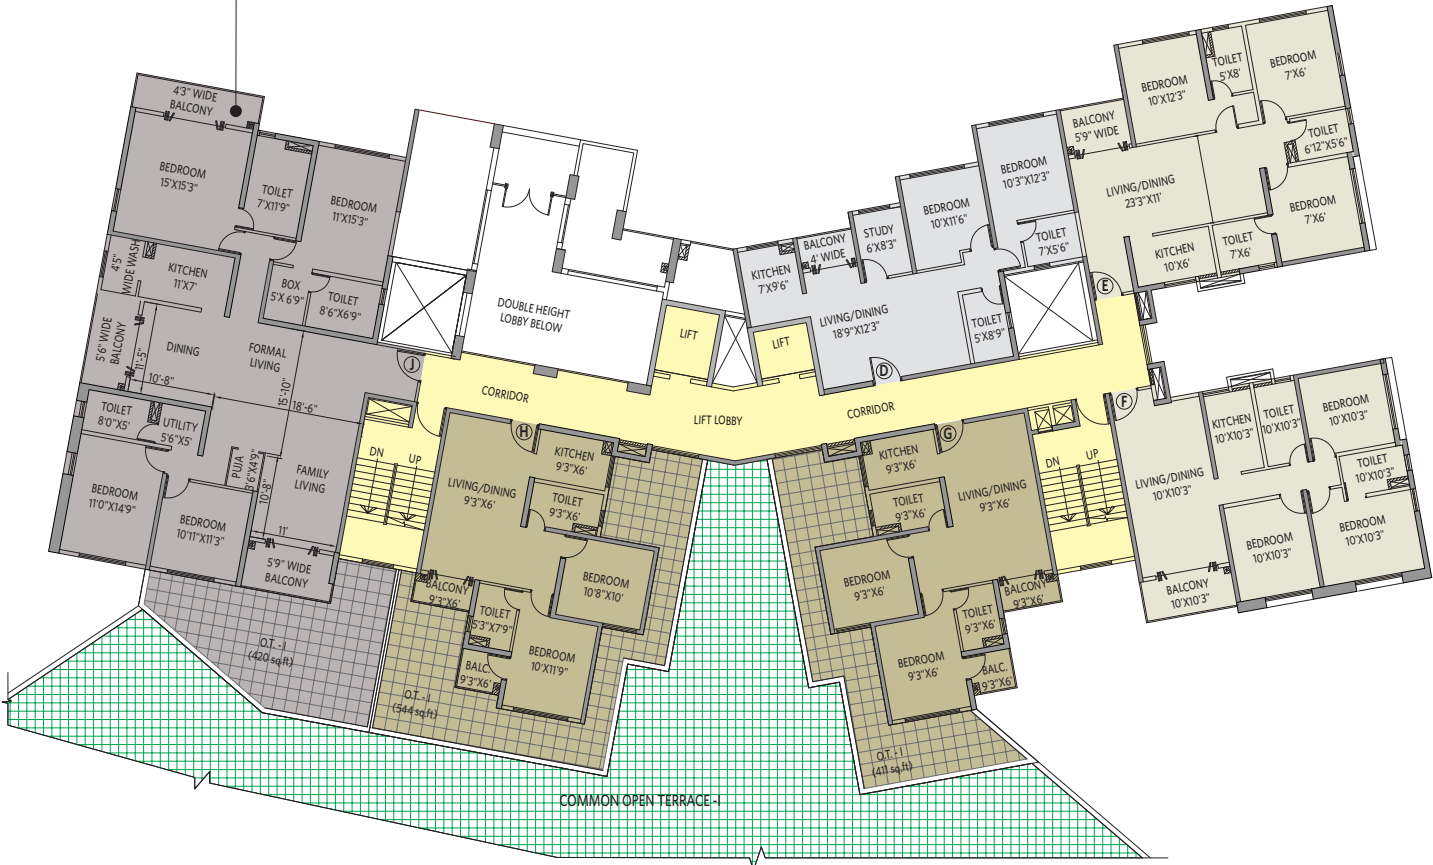 4'3" WIDE
BALCONY
BEDROOM
15'X15'3"
TOILET
7'X11'9"
BEDROOM
11'X15'3"
4'5"
WIDE WASH
KITCHEN
11'X7'
BOX
5'X 6'9"
TOILET
8'6"X6'9"
5'6" WIDE
BALCONY
11'-5"
DINING
10'-8"
FORMAL
LIVING
15'-10"
18'-6"
J
TOILET
8'0"X5'
UTILITY
5'6"X5'
PUJA
8'6"X4'9"
10'-8"
FAMILY
LIVING
11'
BEDROOM
11'0"X14'9"
BEDROOM
10'11"X11'3"
5'9" WIDE
BALCONY
O.T. - I
(420 sq.ft)
DN
UP
DOUBLE HEIGHT
LOBBY BELOW
CORRIDOR
LIFT
LIFT
LIFT LOBBY
CORRIDOR
H
KITCHEN
9'3"X6'
LIVING/DINING
9'3"X6'
TOILET
9'3"X6'
BEDROOM
10'8"X10'
BALCONY
9'3"X6'
TOILET
5'3"X7'9"
BEDROOM
10'X11'9"
BALC.
9'3"X6'
O.T. - I
(544 sq.ft)
G
KITCHEN
9'3"X6'
TOILET
9'3"X6'
LIVING/DINING
9'3"X6'
BEDROOM
9'3"X6'
BALCONY
9'3"X6'
TOILET
9'3"X6'
BEDROOM
9'3"X6'
BALC.
9'3"X6'
O.T. - I
(411 sq.ft)
DN
UP
KITCHEN
7'X9'6"
BALCONY
4' WIDE
STUDY
6'X8'3"
BEDROOM
10'X11'6"
BEDROOM
10'3"X12'3"
TOILET
7'X5'6"
LIVING/DINING
18'9"X12'3"
TOILET
5'X8'9"
D
BALCONY
5'9" WIDE
BEDROOM
10'X12'3"
TOILET
5'X8'
BEDROOM
7'X6'
TOILET
6'12"X5'6"
LIVING/DINING
23'3"X11'
BEDROOM
7'X6'
KITCHEN
10'X6'
TOILET
7'X6'
E
F
KITCHEN
10'X10'3"
TOILET
10'X10'3"
BEDROOM
10'X10'3"
LIVING/DINING
10'X10'3"
TOILET
10'X10'3"
BEDROOM
10'X10'3"
BEDROOM
10'X10'3"
BALCONY
10'X10'3"
COMMON OPEN TERRACE -I